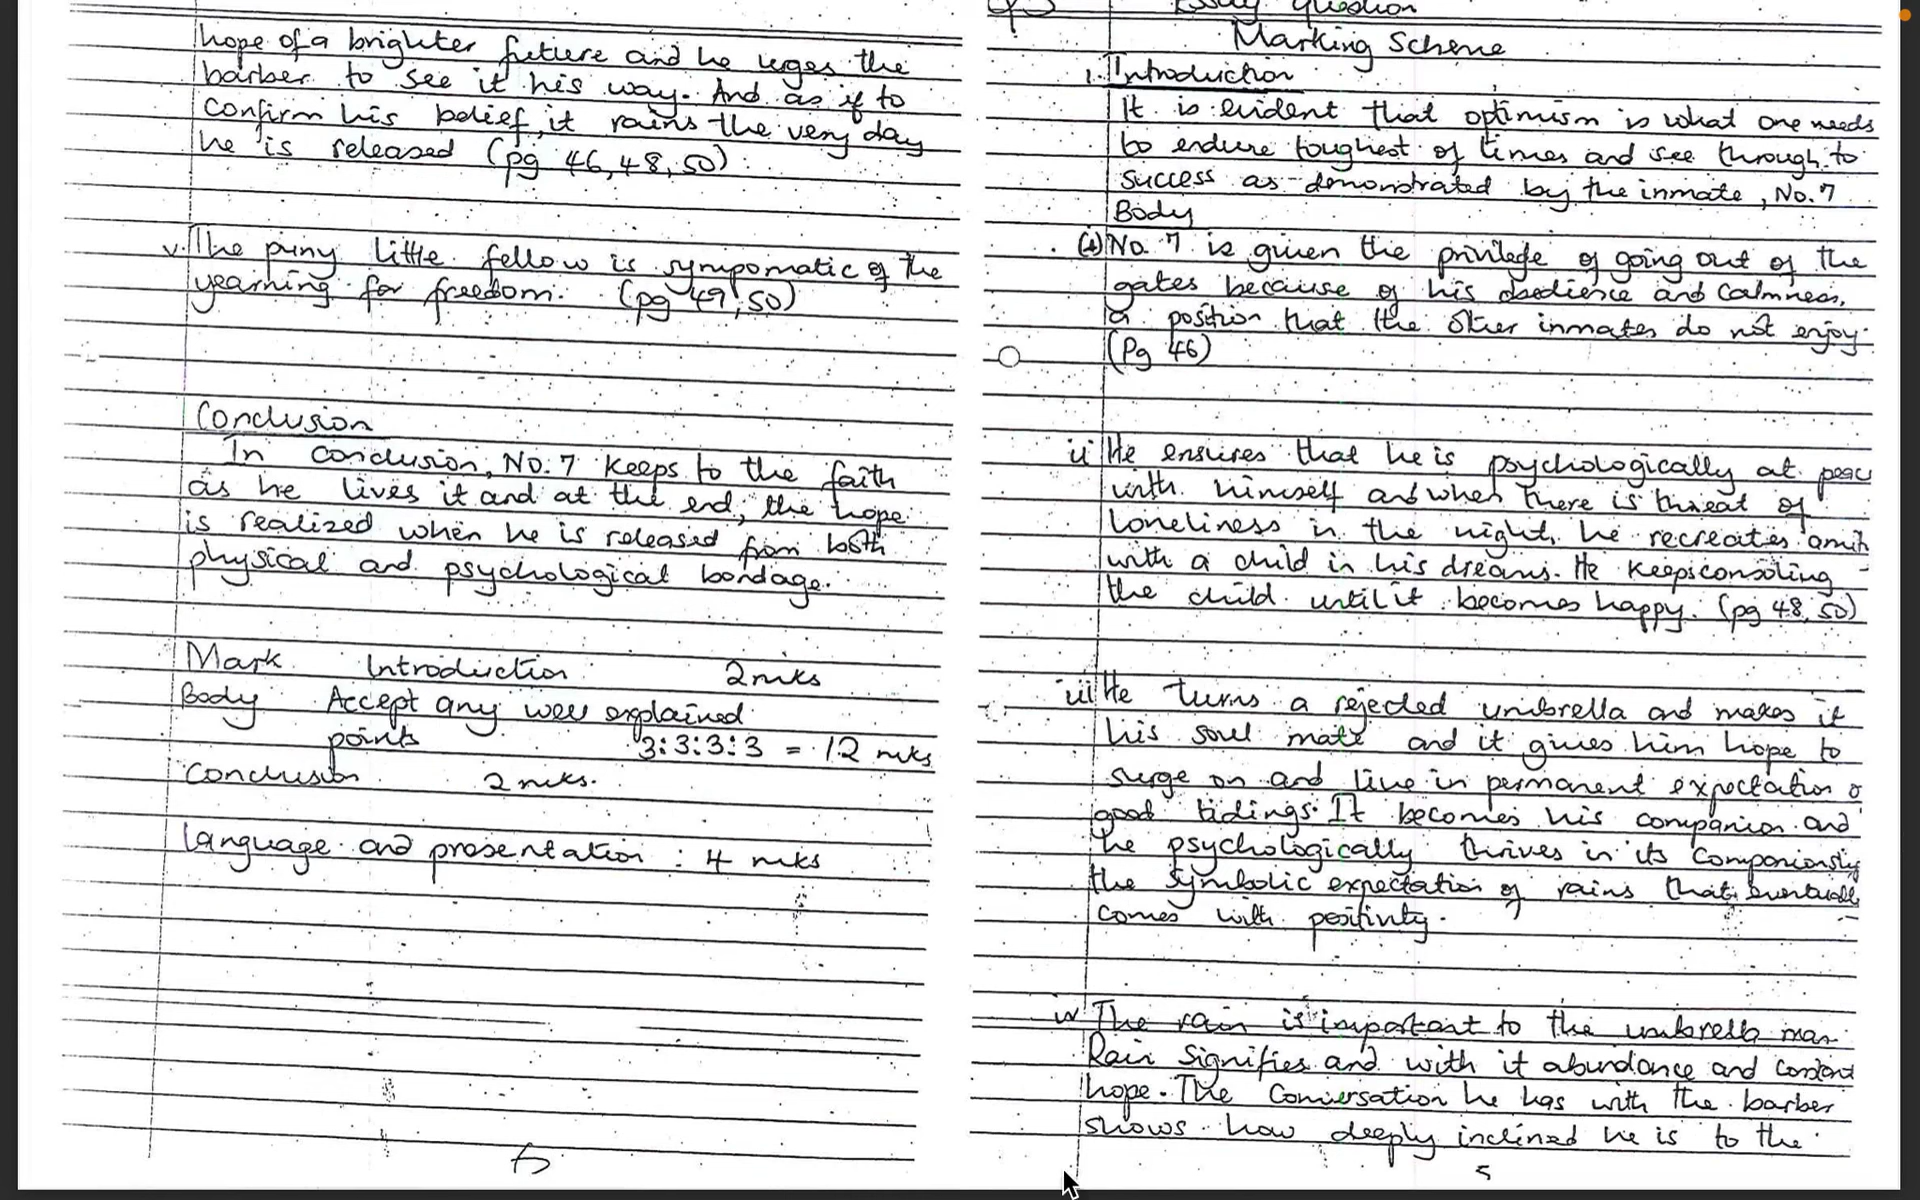 hope of a brighter future and he urges the
barber to see it his way. And as if to
confirm his belief, it rains the very day
he is released (pg 46, 48, 50).
v. The puny little fellow is sympomatic of the
yearning for freedom. (pg 49, 50)
Conclusion
In conclusion, No. 7 keeps to the faith
as he lives it and at the end, the hope
is realized when he is released from both
physical and psychological bondage.
Mark Introduction 2mks
Body Accept any well explained
points 3:3:3:3 = 12 mks
Conclusion 2 mks.
Language and presentation : 4 mks
6
Essay Question
Marking Scheme
1. Introduction
It is evident that optimism is what one needs
to endure toughest of times and see through to
success as demonstrated by the inmate, No. 7
Body
(i) No. 7 is given the privilege of going out of the
gates because of his obedience and calmness,
a position that the other inmates do not enjoy.
(Pg 46)
ii He ensures that he is psychologically at peac
with himself and when there is threat of
loneliness in the night, he recreates amit
with a child in his dreams. He keeps consoling
the child until it becomes happy. (pg 48, 50)
iii He turns a rejected umbrella and makes it
his soul mate and it gives him hope to
surge on and live in permanent expectation o
good tidings. It becomes his companion and
he psychologically thrives in its
the symbolic expectation of rains that
comes with positivity.
iv The rain is important to the umbrella man
Rain signifies and with it abundance and
hope. The conversation he has with the barber
shows how deeply inclined he is to the
5